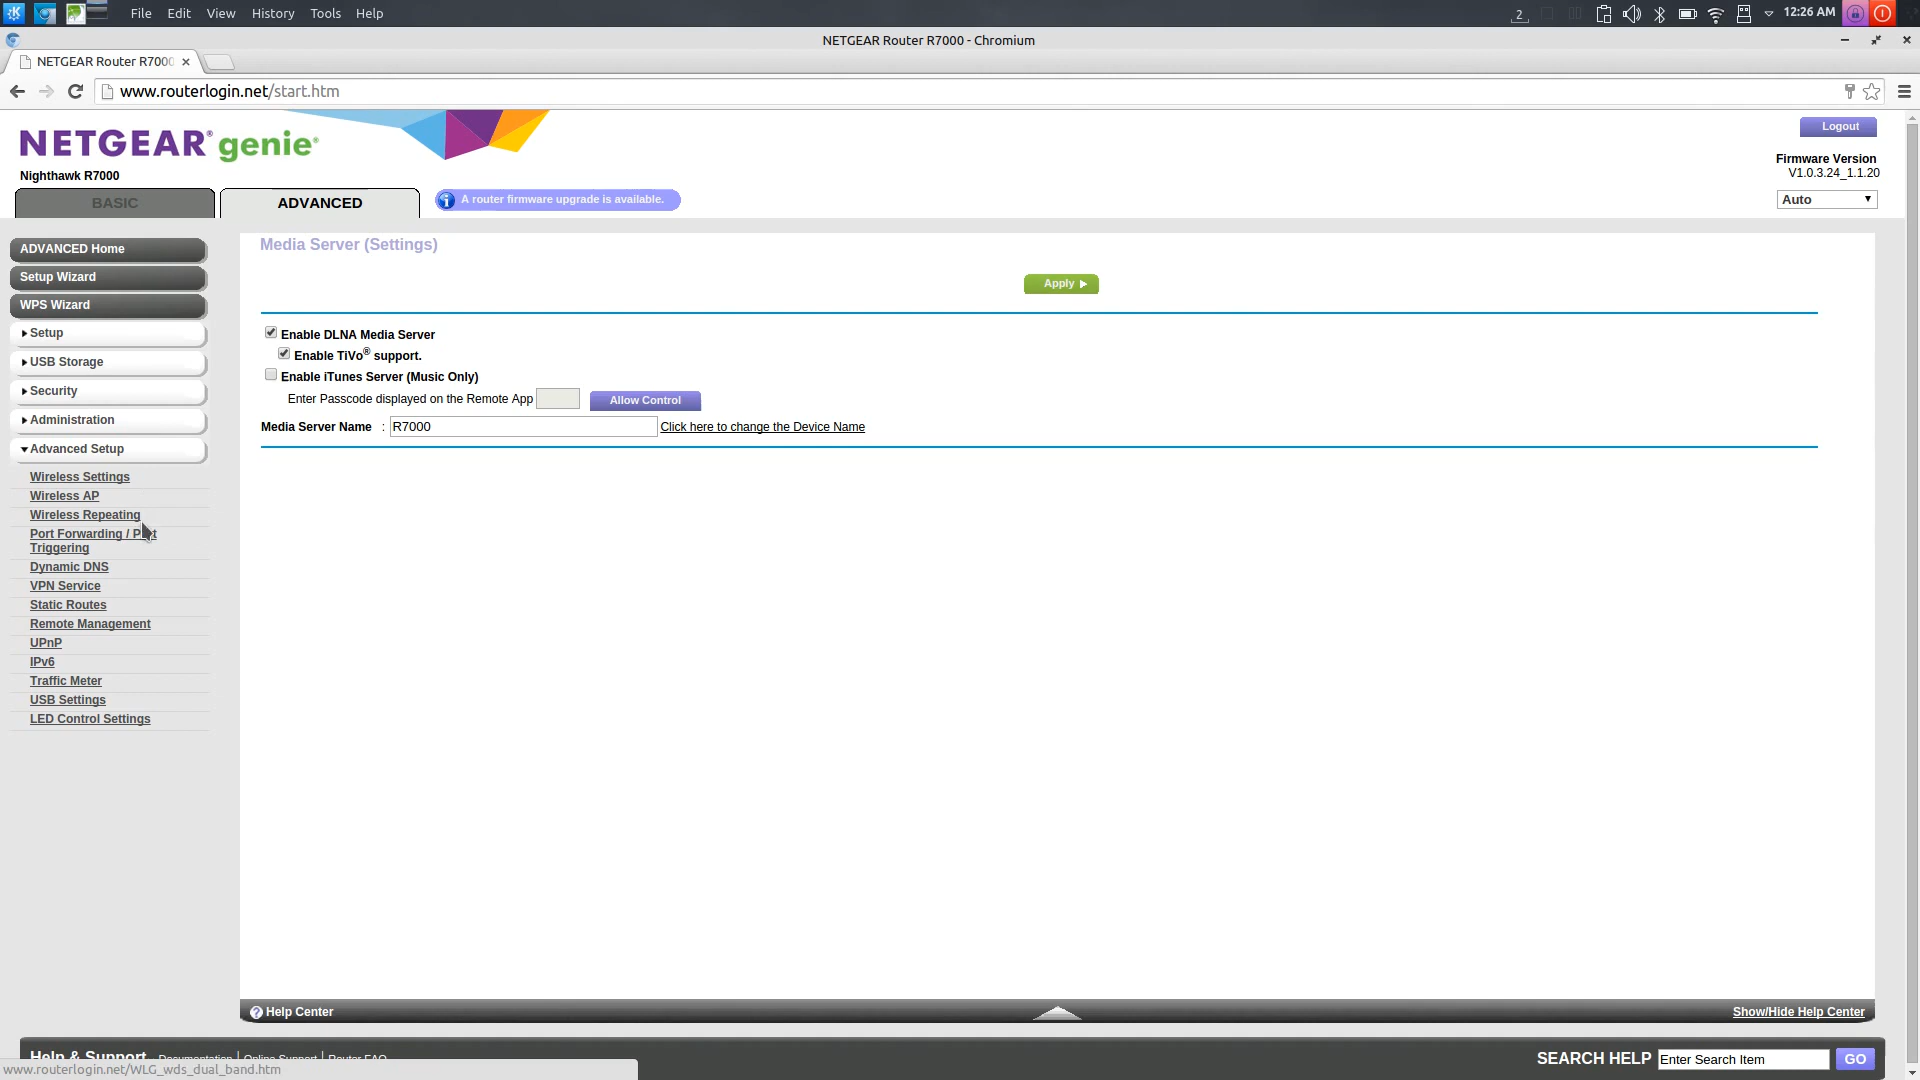 File Edit View History Tools Help
2
12:26 AM
NETGEAR Router R7000 - Chromium
NETGEAR Router R7000
www.routerlogin.net/start.htm
NETGEAR® genie®
Logout
Nighthawk R7000
Firmware Version
V1.0.3.24_1.1.20
BASIC
ADVANCED
A router firmware upgrade is available.
Auto
ADVANCED Home
Setup Wizard
WPS Wizard
Setup
USB Storage
Security
Administration
Advanced Setup
Wireless Settings
Wireless AP
Wireless Repeating
Port Forwarding / Port
Triggering
Dynamic DNS
VPN Service
Static Routes
Remote Management
UPnP
IPv6
Traffic Meter
USB Settings
LED Control Settings
Media Server (Settings)
Apply
Enable DLNA Media Server
Enable TiVo® support.
Enable iTunes Server (Music Only)
Enter Passcode displayed on the Remote App
Allow Control
Media Server Name : R7000 Click here to change the Device Name
? Help Center
Show/Hide Help Center
Help & Support Documentation | Online Support | Router FAQ
SEARCH HELP Enter Search Item GO
www.routerlogin.net/WLG_wds_dual_band.htm